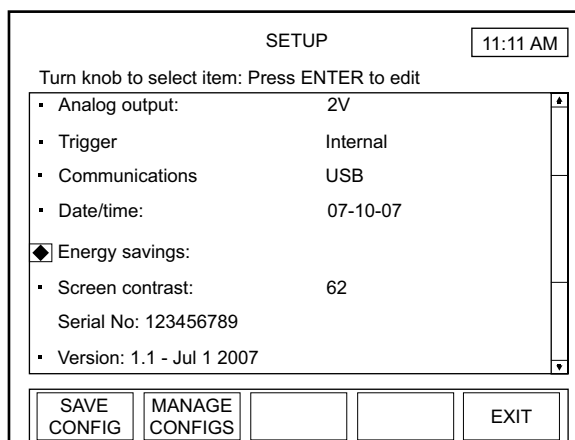 SETUP
11:11 AM
Turn knob to select item: Press ENTER to edit
Analog output: 2V
Trigger Internal
Communications USB
Date/time: 07-10-07
Energy savings:
Screen contrast: 62
Serial No: 123456789
Version: 1.1 - Jul 1 2007
SAVE CONFIG
MANAGE CONFIGS
EXIT